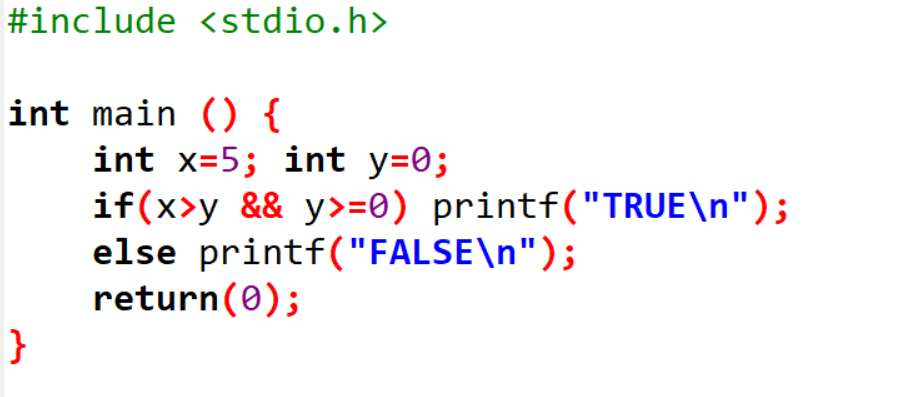 #include <stdio.h>
int main () {
    int x=5; int y=0;
    if(x>y && y>=0) printf("TRUE\n");
    else printf("FALSE\n");
    return(0);
}